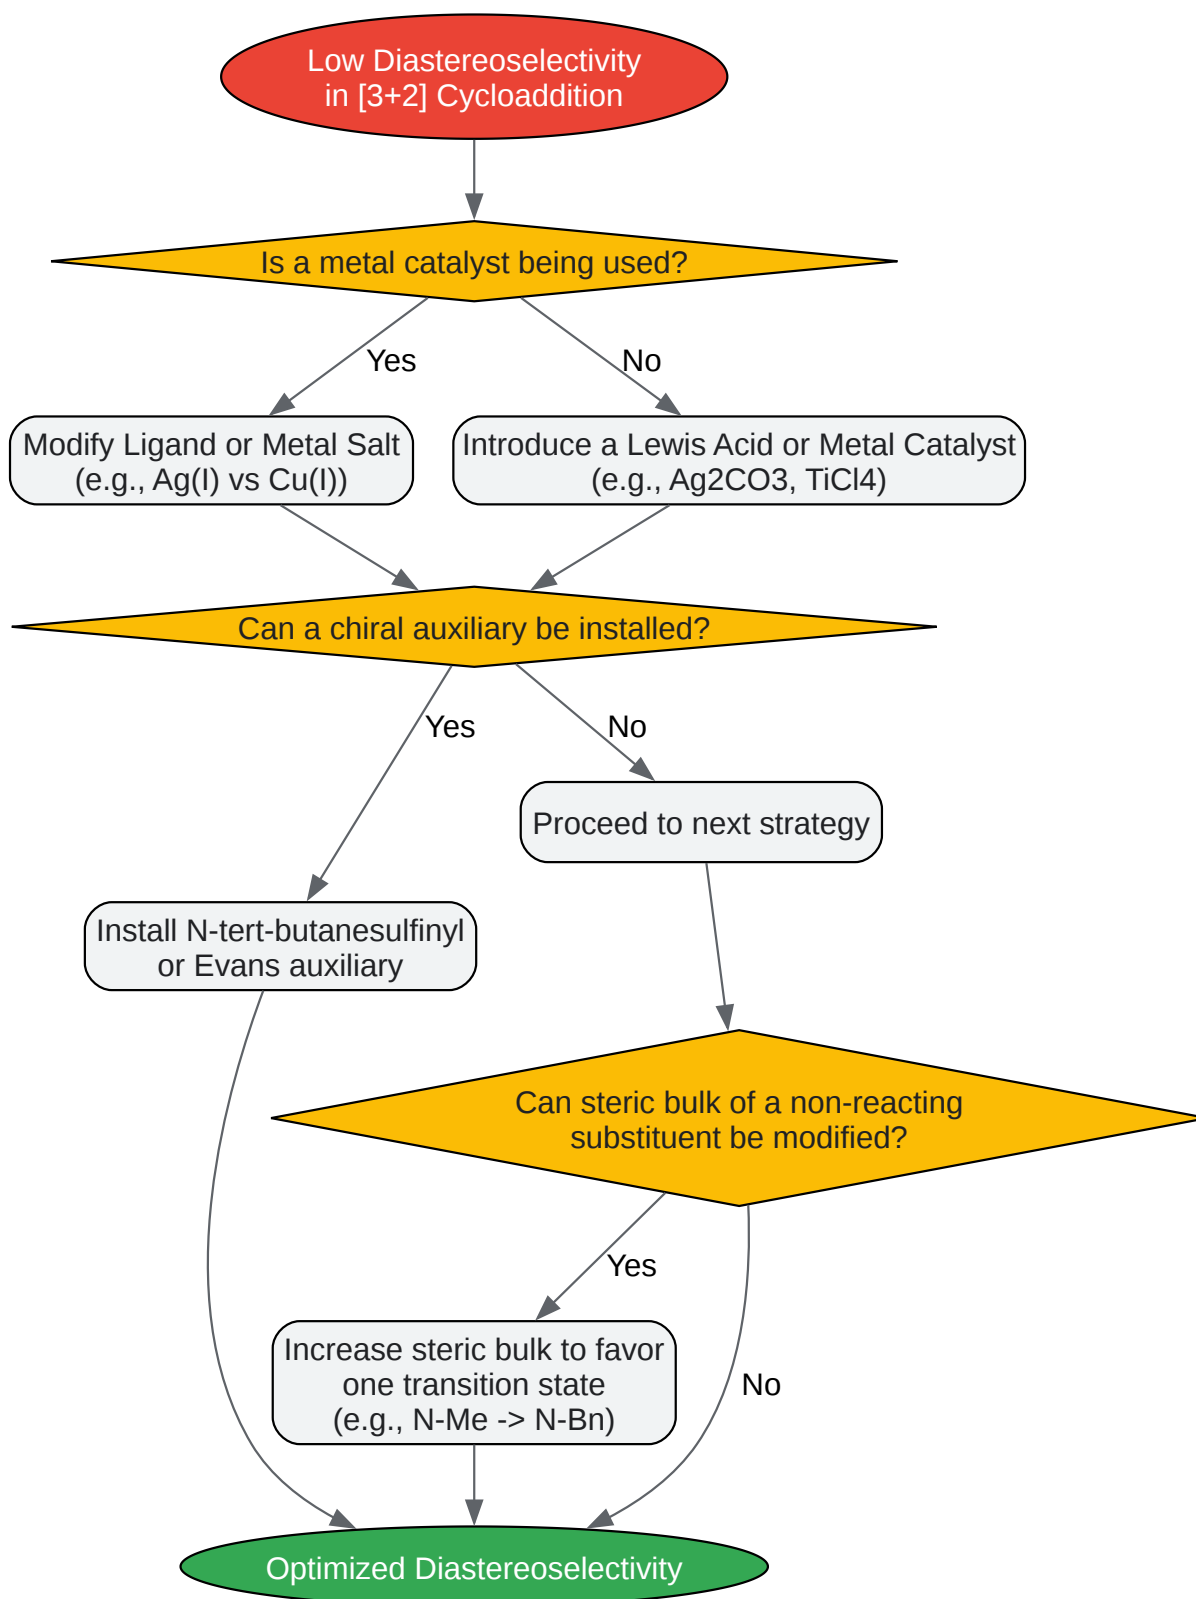 Low Diastereoselectivity
in [3+2] Cycloaddition
Is a metal catalyst being used?
Yes
No
Modify Ligand or Metal Salt
(e.g., Ag(I) vs Cu(I))
Introduce a Lewis Acid or Metal Catalyst
(e.g., Ag2CO3, TiCl4)
Can a chiral auxiliary be installed?
Yes
No
Proceed to next strategy
Install N-tert-butanesulfinyl
or Evans auxiliary
Can steric bulk of a non-reacting
substituent be modified?
Yes
Increase steric bulk to favor
one transition state
(e.g., N-Me -> N-Bn)
No
Optimized Diastereoselectivity